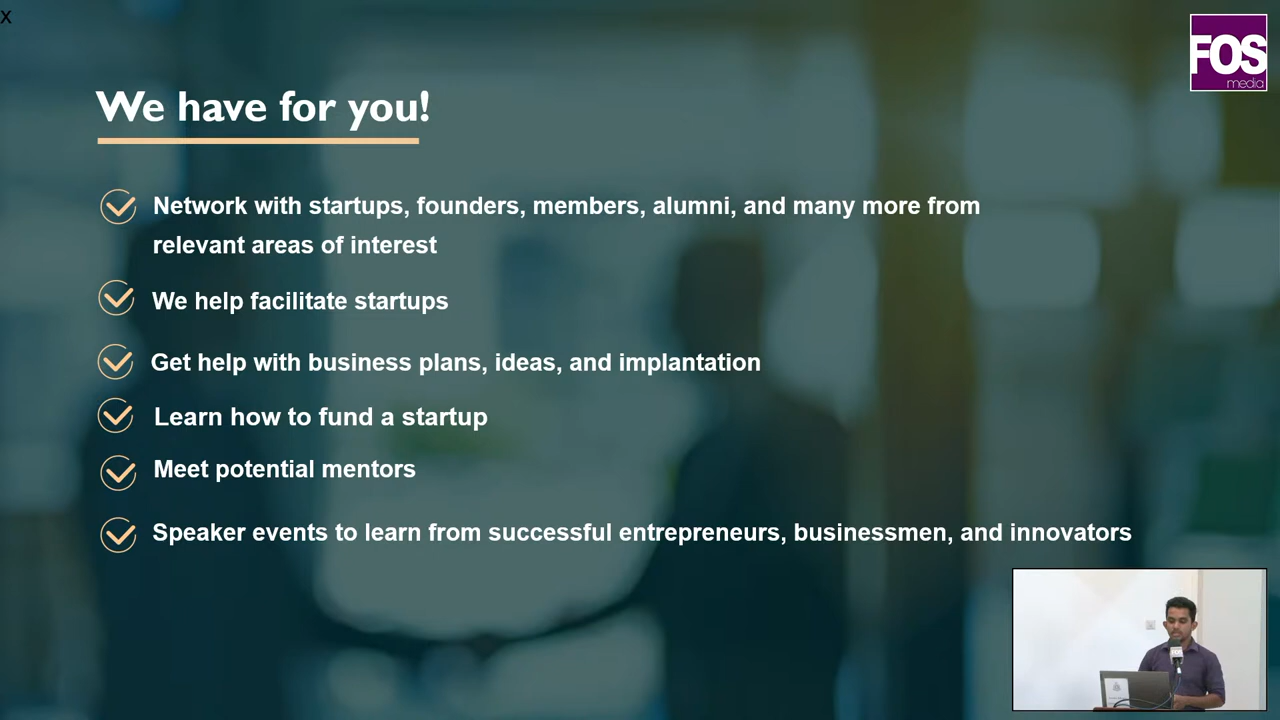 x
FOS
media
We have for you!
Network with startups, founders, members, alumni, and many more from
relevant areas of interest
We help facilitate startups
Get help with business plans, ideas, and implantation
Learn how to fund a startup
Meet potential mentors
Speaker events to learn from successful entrepreneurs, businessmen, and innovators
FOS